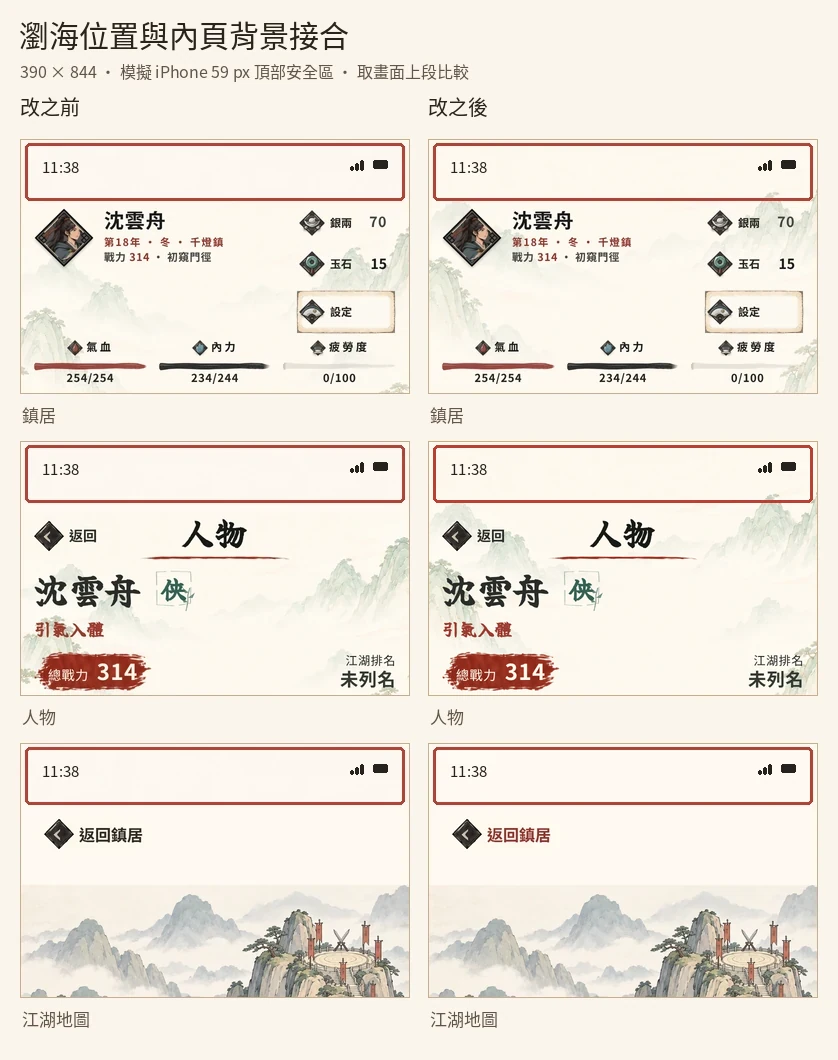 瀏海位置與內頁背景接合
390 × 844 · 模擬 iPhone 59 px 頂部安全區 · 取畫面上段比較
改之前
11:38
沈雲舟
第18年 · 冬 · 千燈鎮
戰力 314 · 初窺門徑
銀兩 70
玉石 15
設定
氣血 內力 疲勞度
254/254 234/244 0/100
鎮居
11:38
返回 人物
沈雲舟 俠
引氣入體
總戰力 314
江湖排名
未列名
人物
11:38
返回鎮居
江湖地圖
改之後
11:38
沈雲舟
第18年 · 冬 · 千燈鎮
戰力 314 · 初窺門徑
銀兩 70
玉石 15
設定
氣血 內力 疲勞度
254/254 234/244 0/100
鎮居
11:38
返回 人物
沈雲舟 俠
引氣入體
總戰力 314
江湖排名
未列名
人物
11:38
返回鎮居
江湖地圖